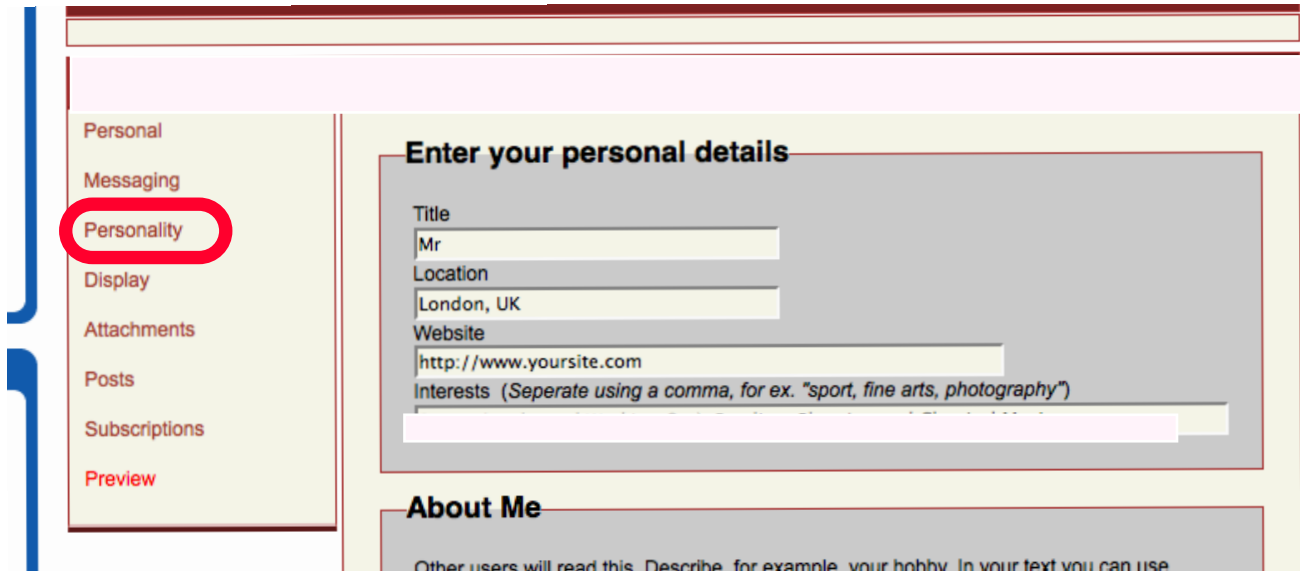 Personal
Messaging
Personality
Display
Attachments
Posts
Subscriptions
Preview
Enter your personal details
Title
Mr
Location
London, UK
Website
http://www.yoursite.com
Interests (Seperate using a comma, for ex. "sport, fine arts, photography")
About Me
Other users will read this. Describe, for example, your hobby. In your text you can use